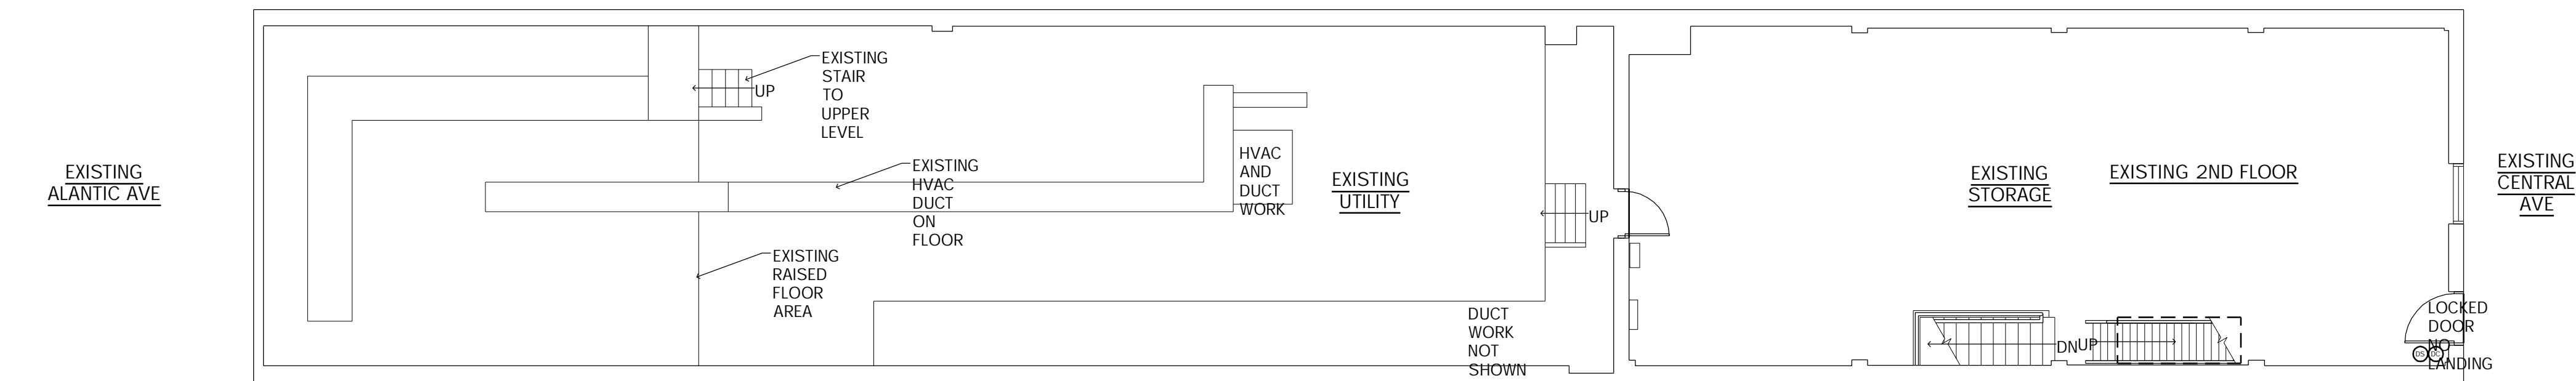 EXISTING
ALANTIC AVE
UP
EXISTING
STAIR
TO
UPPER
LEVEL
EXISTING
HVAC
DUCT
ON
FLOOR
EXISTING
RAISED
FLOOR
AREA
HVAC
AND
DUCT
WORK
EXISTING
UTILITY
DUCT
WORK
NOT
SHOWN
UP
EXISTING
STORAGE
EXISTING 2ND FLOOR
DN
UP
LOCKED
DOOR
NO
LANDING
DS
DC
EXISTING
CENTRAL
AVE